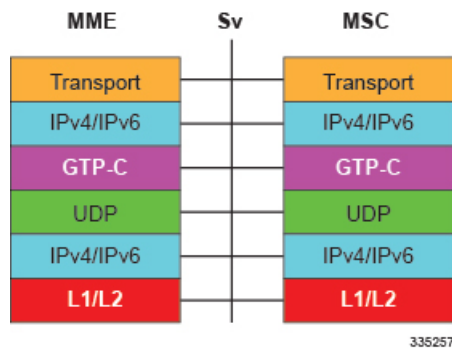 MME Sv MSC
Transport Transport
IPv4/IPv6 IPv4/IPv6
GTP-C GTP-C
UDP UDP
IPv4/IPv6 IPv4/IPv6
L1/L2 L1/L2
335257